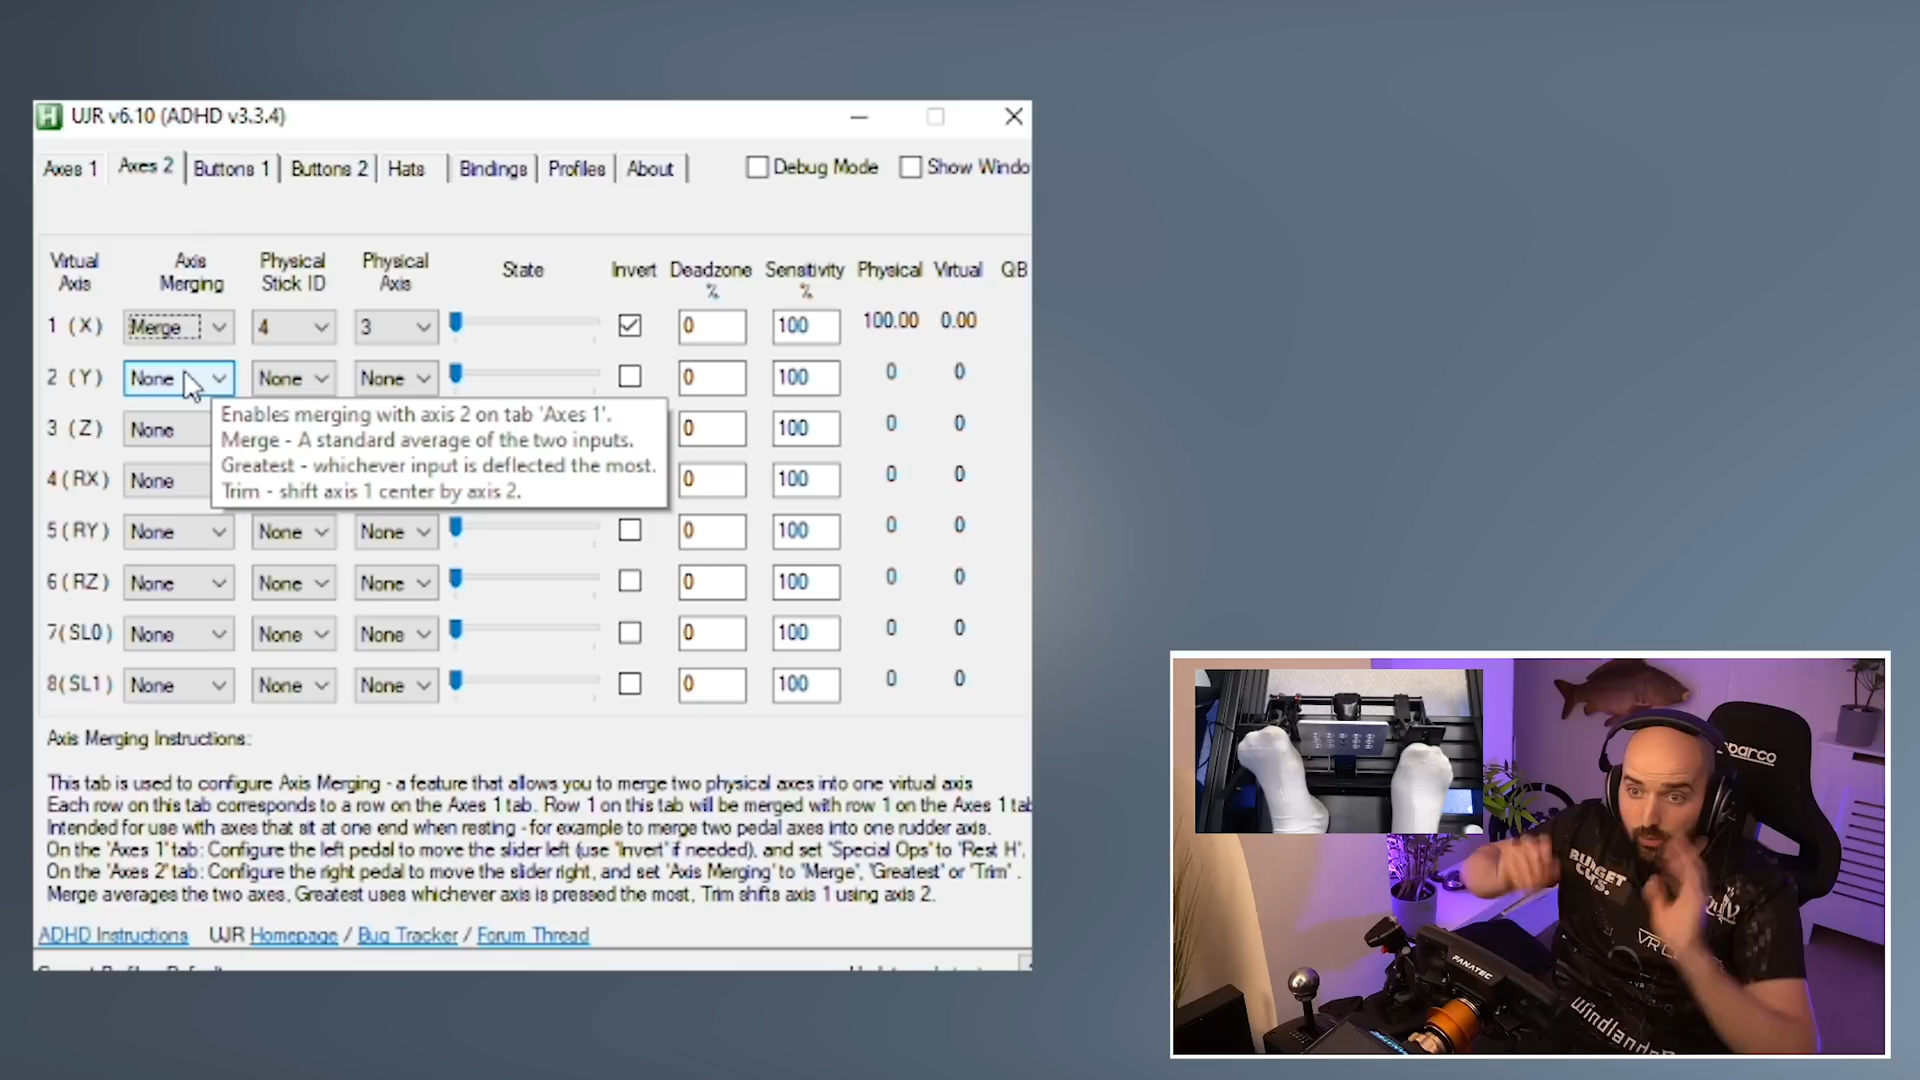 UJR v6.10 (ADHD v3.3.4)
Axes 1 Axes 2 Buttons 1 Buttons 2 Hats Bindings Profiles About Debug Mode Show Windo
Virtual Axis Axis Merging Physical Stick ID Physical Axis State Invert Deadzone % Sensitivity % Physical Virtual QB
1 (X) Merge 4 3 0 100 100.00 0.00
2 (Y) None None None 0 100 0 0
3 (Z) None 0 100 0 0
4 (RX) None 0 100 0 0
5 (RY) None None None 0 100 0 0
6 (RZ) None None None 0 100 0 0
7(SL0) None None None 0 100 0 0
8(SL1) None None None 0 100 0 0
Enables merging with axis 2 on tab 'Axes 1'.
Merge - A standard average of the two inputs.
Greatest - whichever input is deflected the most.
Trim - shift axis 1 center by axis 2.
Axis Merging Instructions:
This tab is used to configure Axis Merging - a feature that allows you to merge two physical axes into one virtual axis
Each row on this tab corresponds to a row on the Axes 1 tab. Row 1 on this tab will be merged with row 1 on the Axes 1 tab
Intended for use with axes that sit at one end when resting - for example to merge two pedal axes into one rudder axis.
On the 'Axes 1' tab: Configure the left pedal to move the slider left (use 'Invert' if needed), and set 'Special Ops' to 'Rest H'.
On the 'Axes 2' tab: Configure the right pedal to move the slider right, and set 'Axis Merging' to 'Merge', 'Greatest' or 'Trim' .
Merge averages the two axes, Greatest uses whichever axis is pressed the most, Trim shifts axis 1 using axis 2.
ADHD Instructions UJR Homepage / Bug Tracker / Forum Thread
sparco
FANATEC